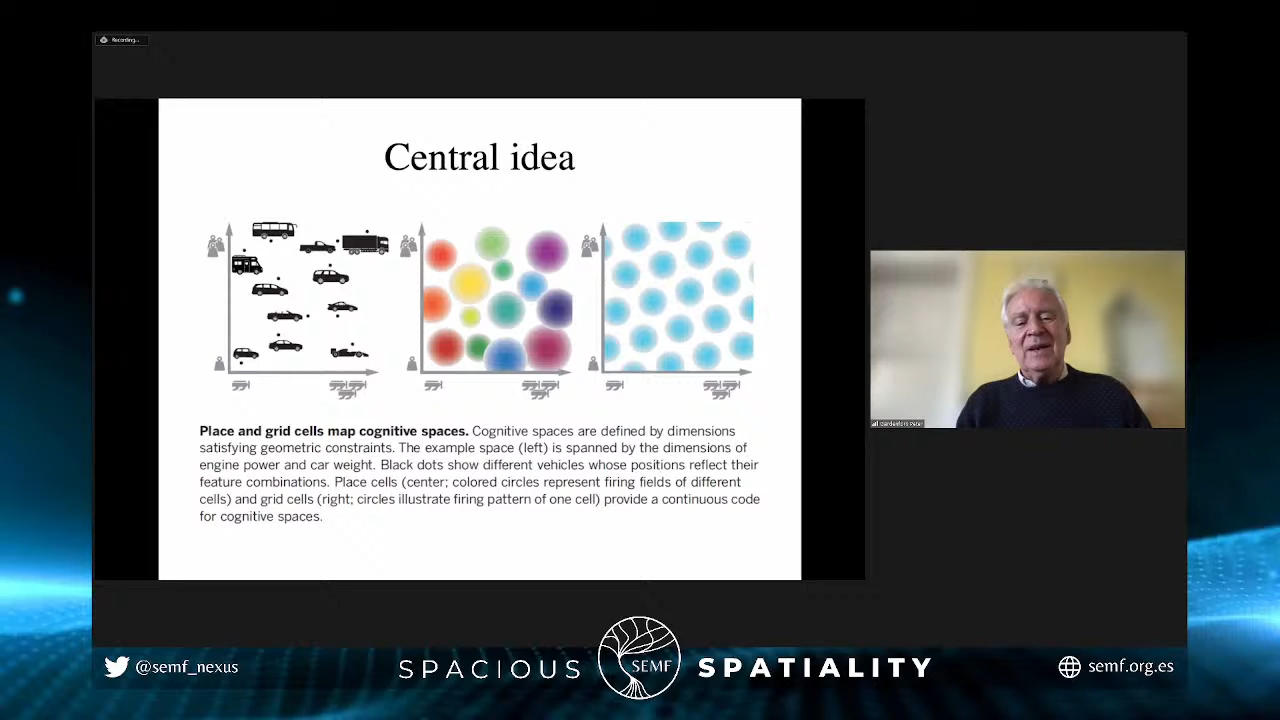 Recording...
Central idea
Place and grid cells map cognitive spaces. Cognitive spaces are defined by dimensions
satisfying geometric constraints. The example space (left) is spanned by the dimensions of
engine power and car weight. Black dots show different vehicles whose positions reflect their
feature combinations. Place cells (center; colored circles represent firing fields of different
cells) and grid cells (right; circles illustrate firing pattern of one cell) provide a continuous code
for cognitive spaces.
Gärdenfors Peter
@semf_nexus
SPACIOUS SEMF SPATIALITY
semf.org.es